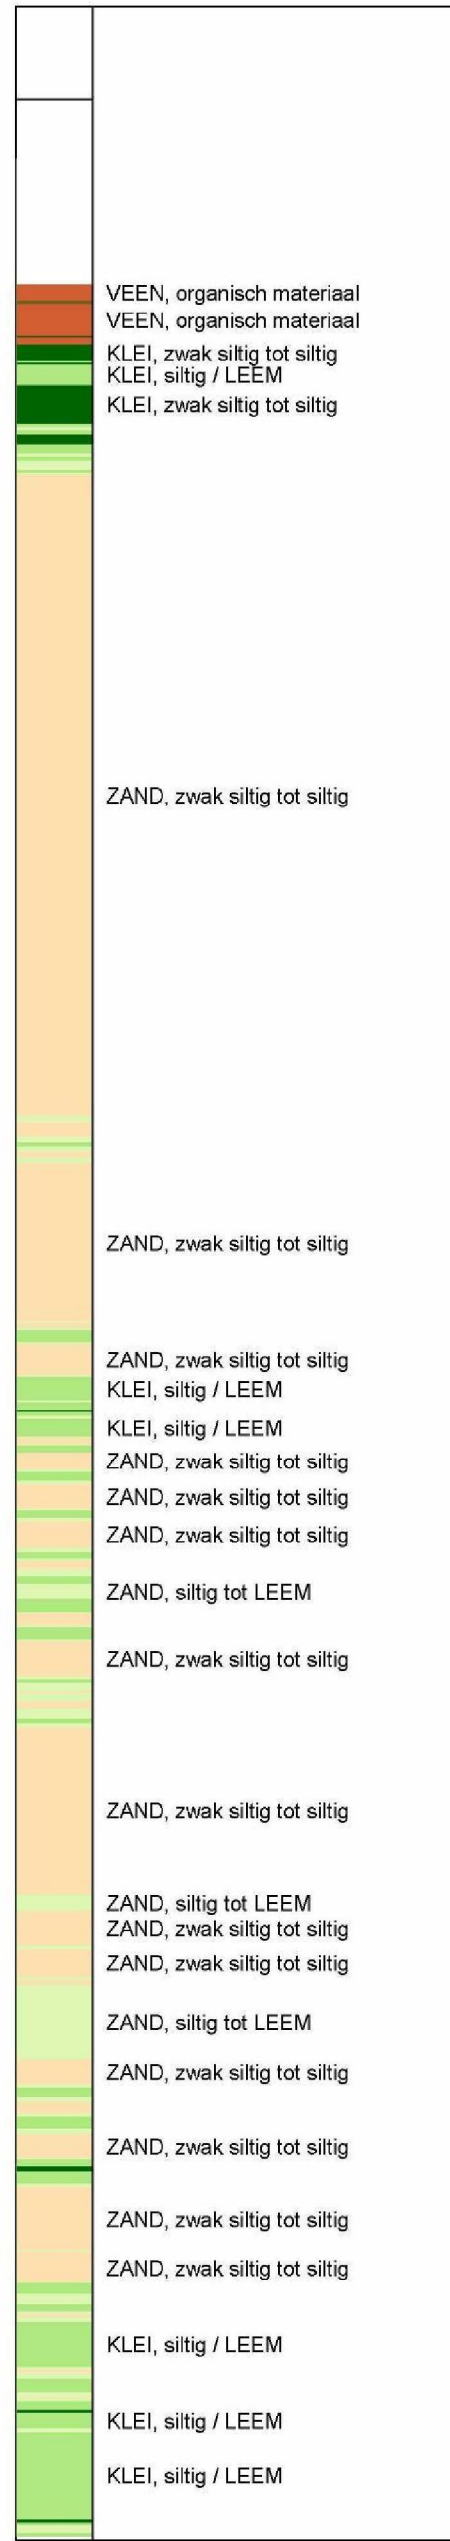 VEEN, organisch materiaal
VEEN, organisch materiaal
KLEI, zwak siltig tot siltig
KLEI, siltig / LEEM
KLEI, zwak siltig tot siltig
ZAND, zwak siltig tot siltig
ZAND, zwak siltig tot siltig
ZAND, zwak siltig tot siltig
KLEI, siltig / LEEM
KLEI, siltig / LEEM
ZAND, zwak siltig tot siltig
ZAND, zwak siltig tot siltig
ZAND, zwak siltig tot siltig
ZAND, siltig tot LEEM
ZAND, zwak siltig tot siltig
ZAND, zwak siltig tot siltig
ZAND, siltig tot LEEM
ZAND, zwak siltig tot siltig
ZAND, zwak siltig tot siltig
ZAND, siltig tot LEEM
ZAND, zwak siltig tot siltig
ZAND, zwak siltig tot siltig
ZAND, zwak siltig tot siltig
ZAND, zwak siltig tot siltig
KLEI, siltig / LEEM
KLEI, siltig / LEEM
KLEI, siltig / LEEM